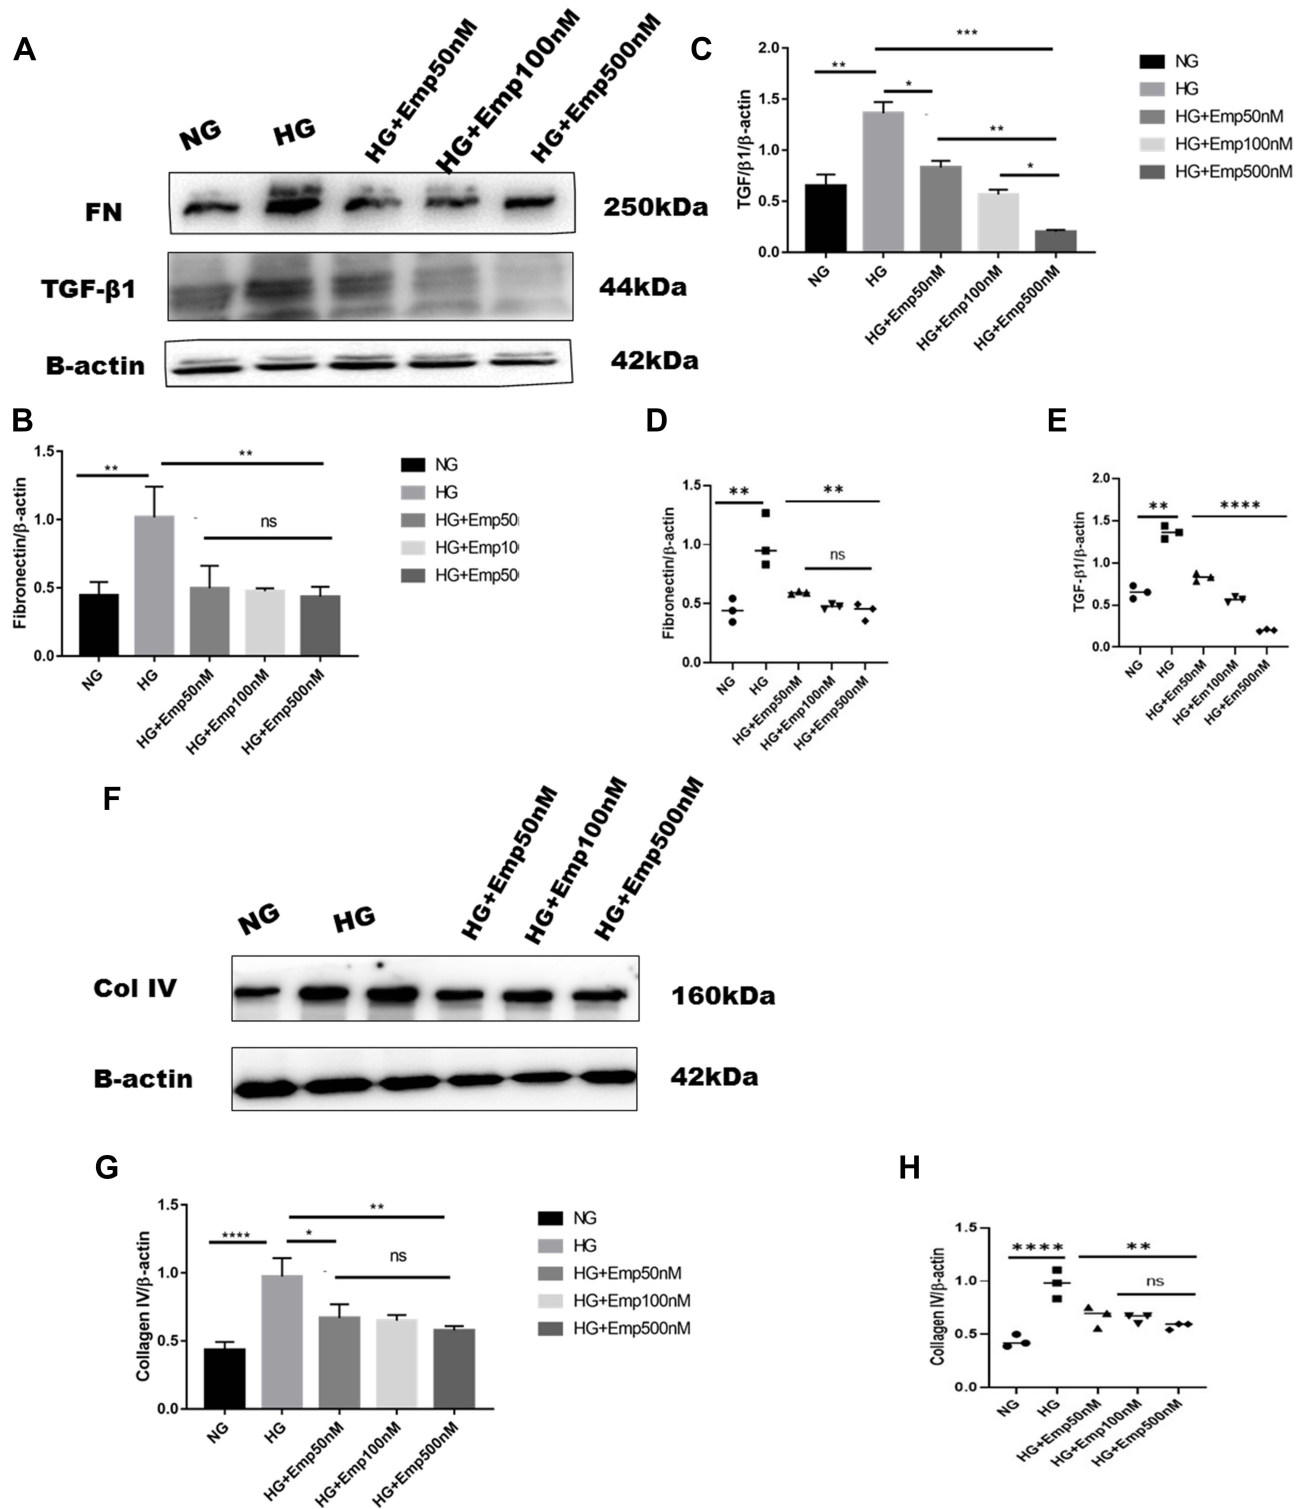 A
NG
HG
HG+Emp50nM
HG+Emp100nM
HG+Emp500nM
FN
250kDa
TGF-β1
44kDa
B-actin
42kDa
C
TGF/β1/β-actin
2.0
1.5
1.0
0.5
0.0
***
**
*
**
*
NG
HG
HG+Emp50nM
HG+Emp100nM
HG+Emp500nM
NG
HG
HG+Emp50nM
HG+Emp100nM
HG+Emp500nM
B
Fibronectin/β-actin
1.5
1.0
0.5
0.0
**
**
ns
NG
HG
HG+Emp50nM
HG+Emp100nM
HG+Emp500nM
NG
HG
HG+Emp50
HG+Emp10
HG+Emp50
D
Fibronectin/β-actin
1.5
1.0
0.5
0.0
**
**
ns
NG
HG
HG+Emp50nM
HG+Emp100nM
HG+Emp500nM
E
TGF-β1/β-actin
2.0
1.5
1.0
0.5
0.0
**
****
NG
HG
HG+Em50nM
HG+Em100nM
HG+Em500nM
F
NG
HG
HG+Emp50nM
HG+Emp100nM
HG+Emp500nM
Col IV
160kDa
B-actin
42kDa
G
Collagen IV/β-actin
1.5
1.0
0.5
0.0
****
**
*
ns
NG
HG
HG+Emp50nM
HG+Emp100nM
HG+Emp500nM
NG
HG
HG+Emp50nM
HG+Emp100nM
HG+Emp500nM
H
Collagen IV/β-actin
1.5
1.0
0.5
0.0
****
**
ns
NG
HG
HG+Emp50nM
HG+Emp100nM
HG+Emp500nM